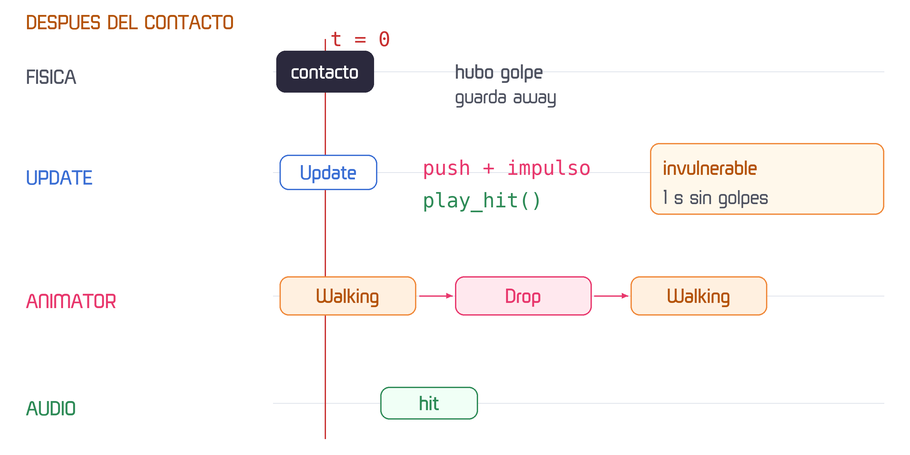 DESPUES DEL CONTACTO
t = 0
FISICA
contacto
hubo golpe
guarda away
UPDATE
Update
push + impulso
play_hit()
invulnerable
1 s sin golpes
ANIMATOR
Walking
Drop
Walking
AUDIO
hit